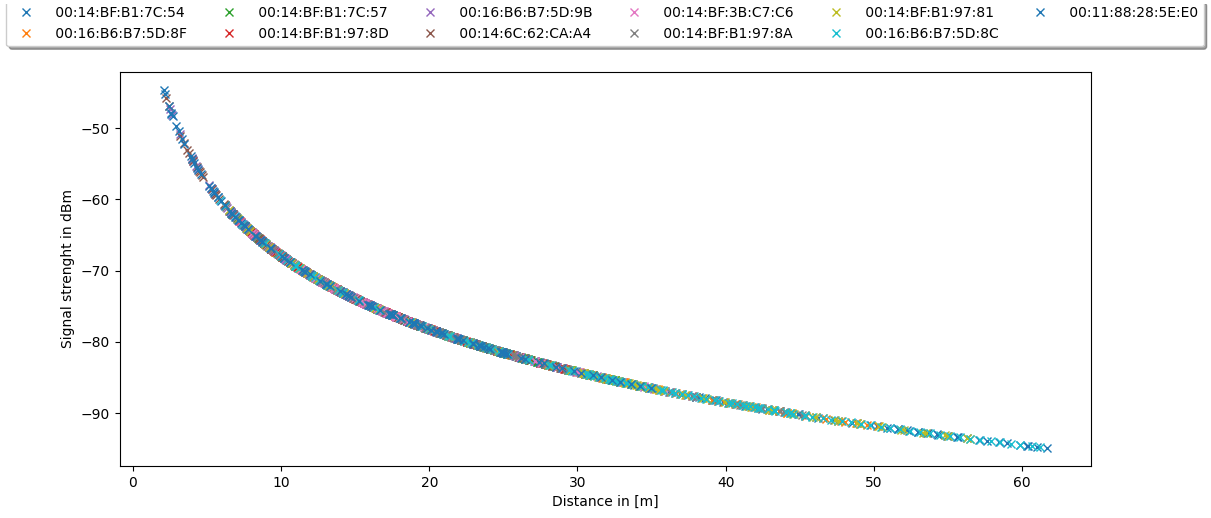 00:14:BF:B1:7C:54 00:14:BF:B1:7C:57 00:16:B6:B7:5D:9B 00:14:BF:3B:C7:C6 00:14:BF:B1:97:81 00:11:88:28:5E:E0
00:16:B6:B7:5D:8F 00:14:BF:B1:97:8D 00:14:6C:62:CA:A4 00:14:BF:B1:97:8A 00:16:B6:B7:5D:8C
−50
−60
−70
−80
−90
Signal strenght in dBm
0 10 20 30 40 50 60
Distance in [m]